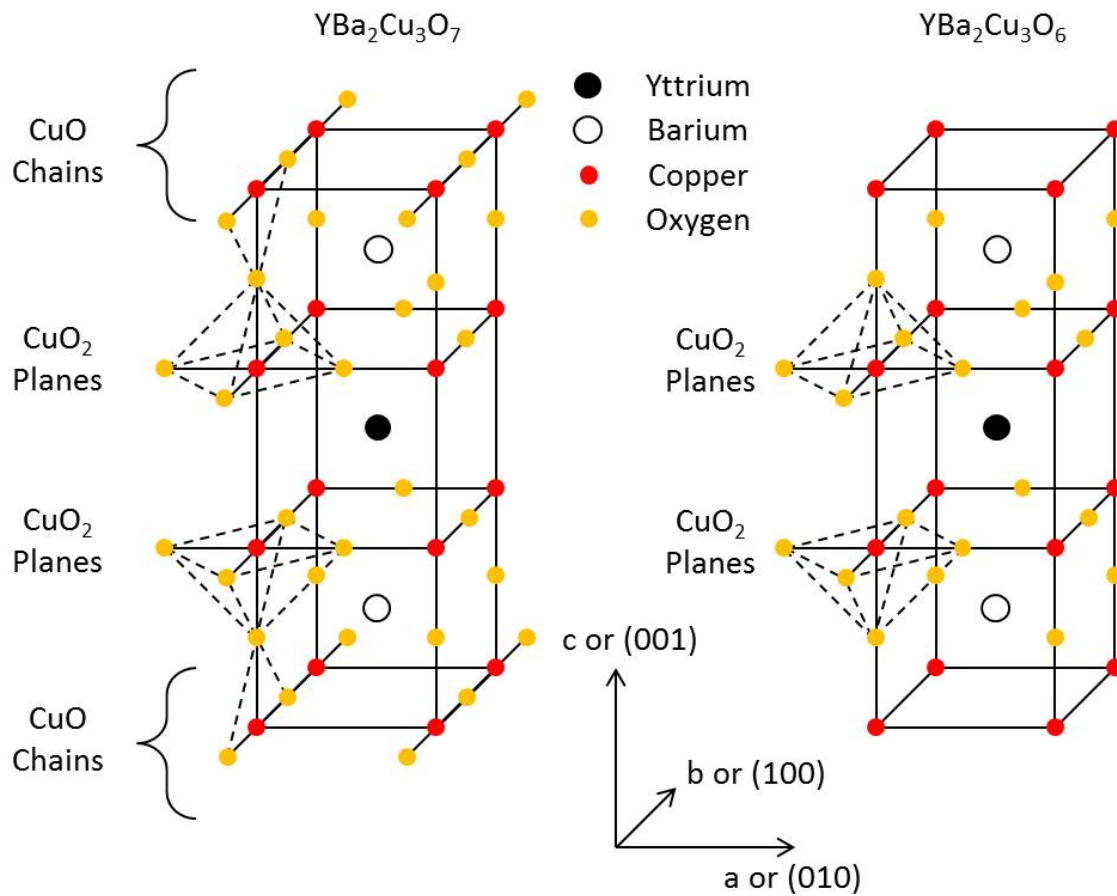 YBa₂Cu₃O₇
YBa₂Cu₃O₆
CuO
Chains
Yttrium
Barium
Copper
Oxygen
CuO₂
Planes
CuO₂
Planes
CuO₂
Planes
CuO₂
Planes
CuO
Chains
c or (001)
b or (100)
a or (010)